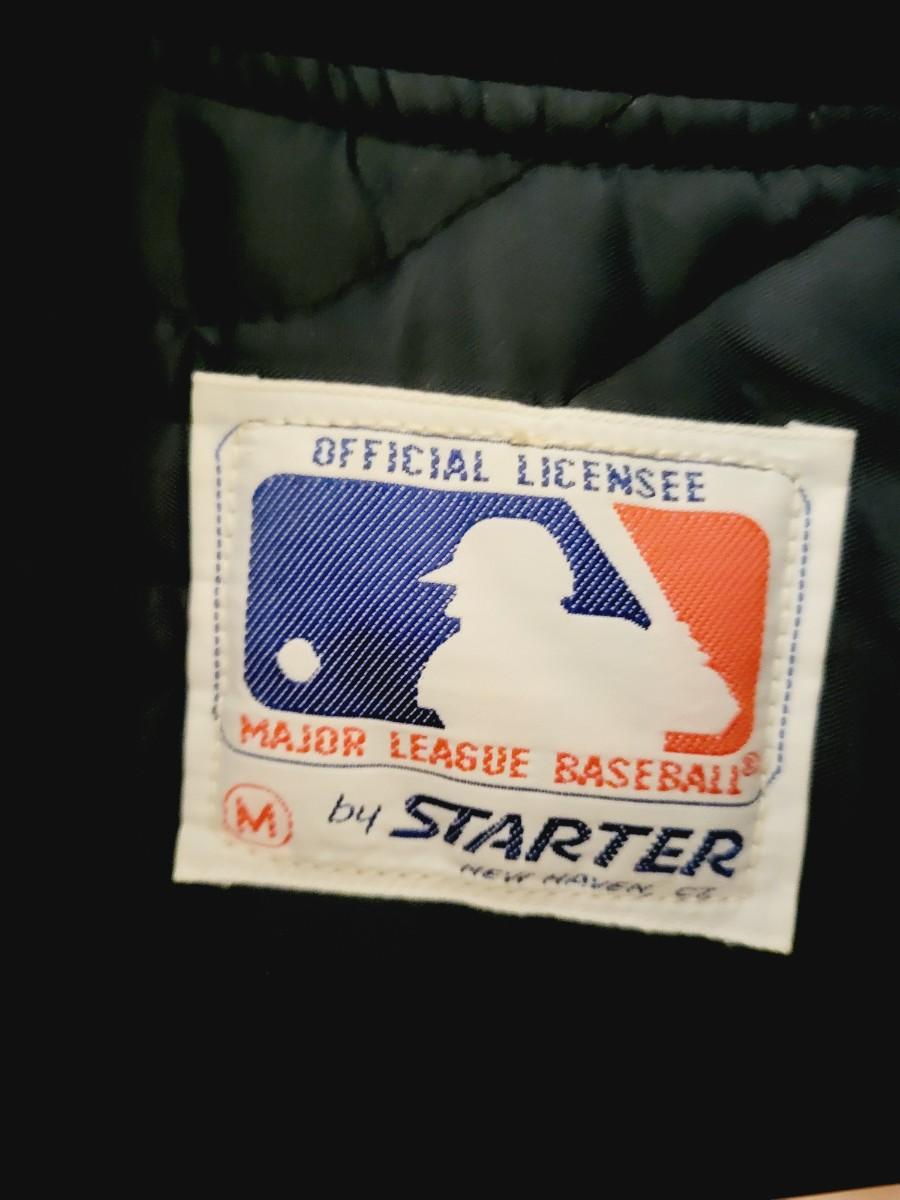 OFFICIAL LICENSEE
MAJOR LEAGUE BASEBALL®
M by STARTER
NEW HAVEN, CT.